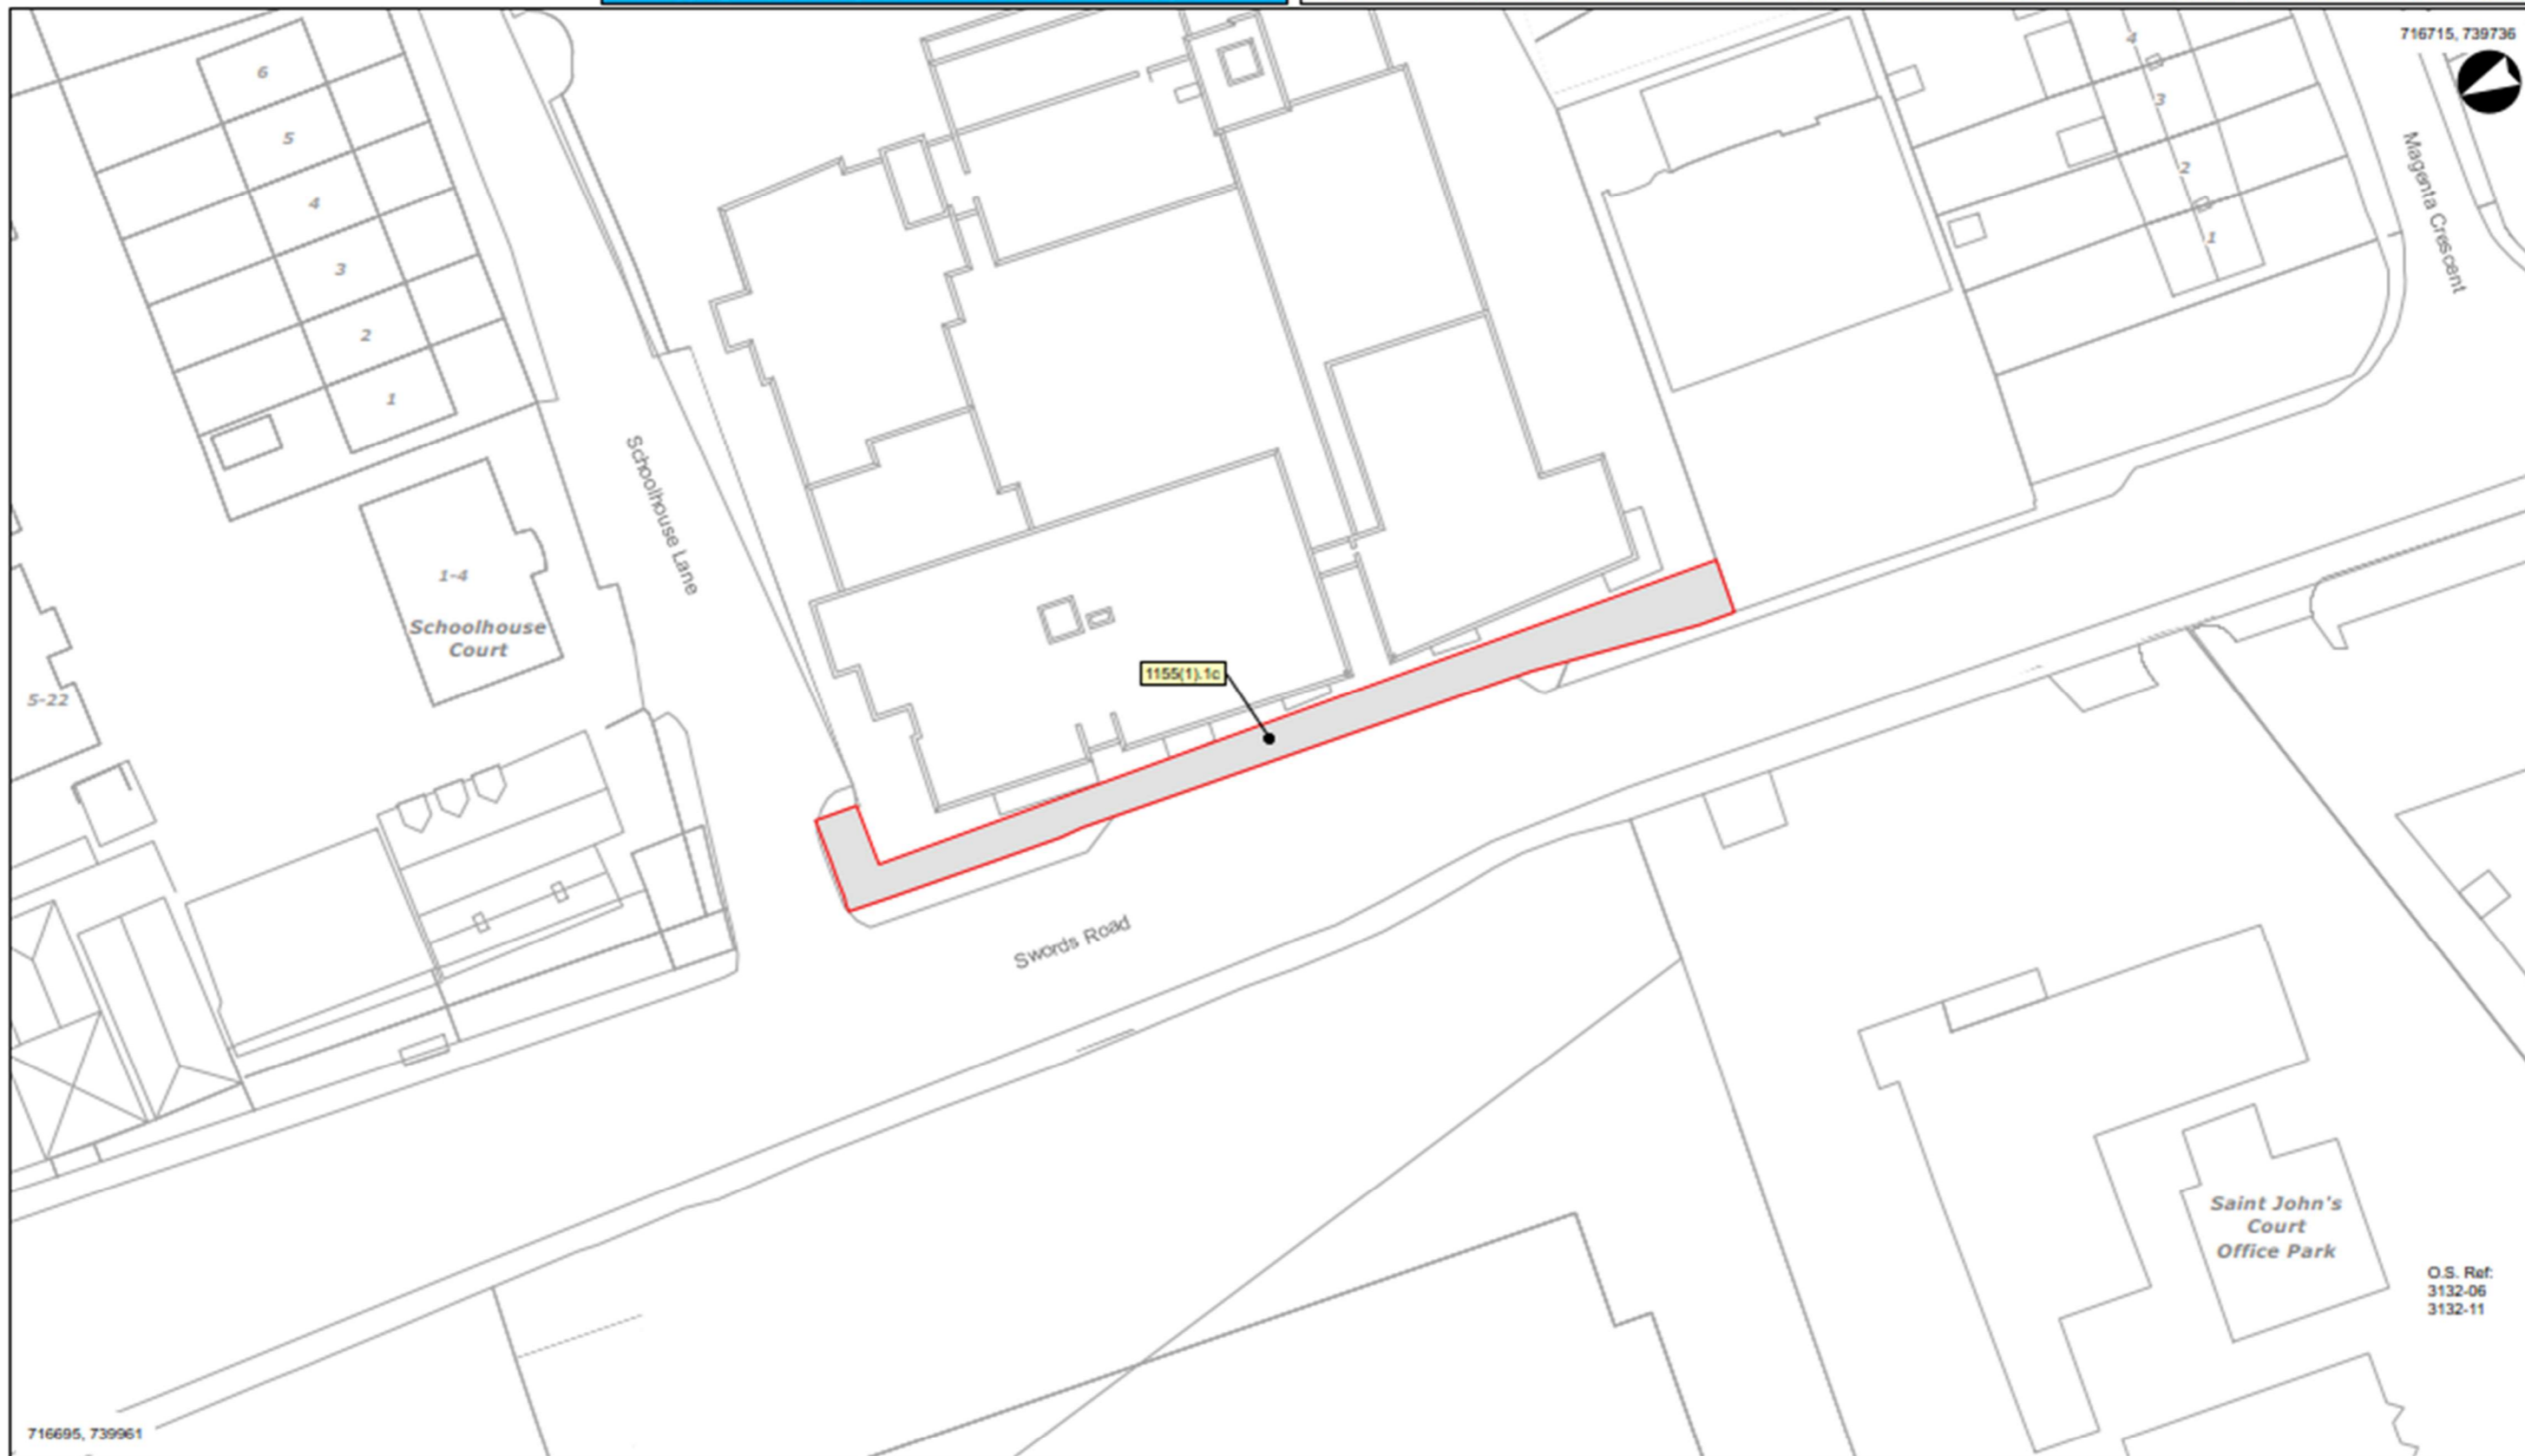 716715, 739736
6
5
4
3
2
1
4
3
2
1
Magenta Crescent
Schoolhouse Lane
1-4
Schoolhouse
Court
5-22
1155(1).1c
Swords Road
Saint John's
Court
Office Park
O.S. Ref:
3132-06
3132-11
716695, 739961